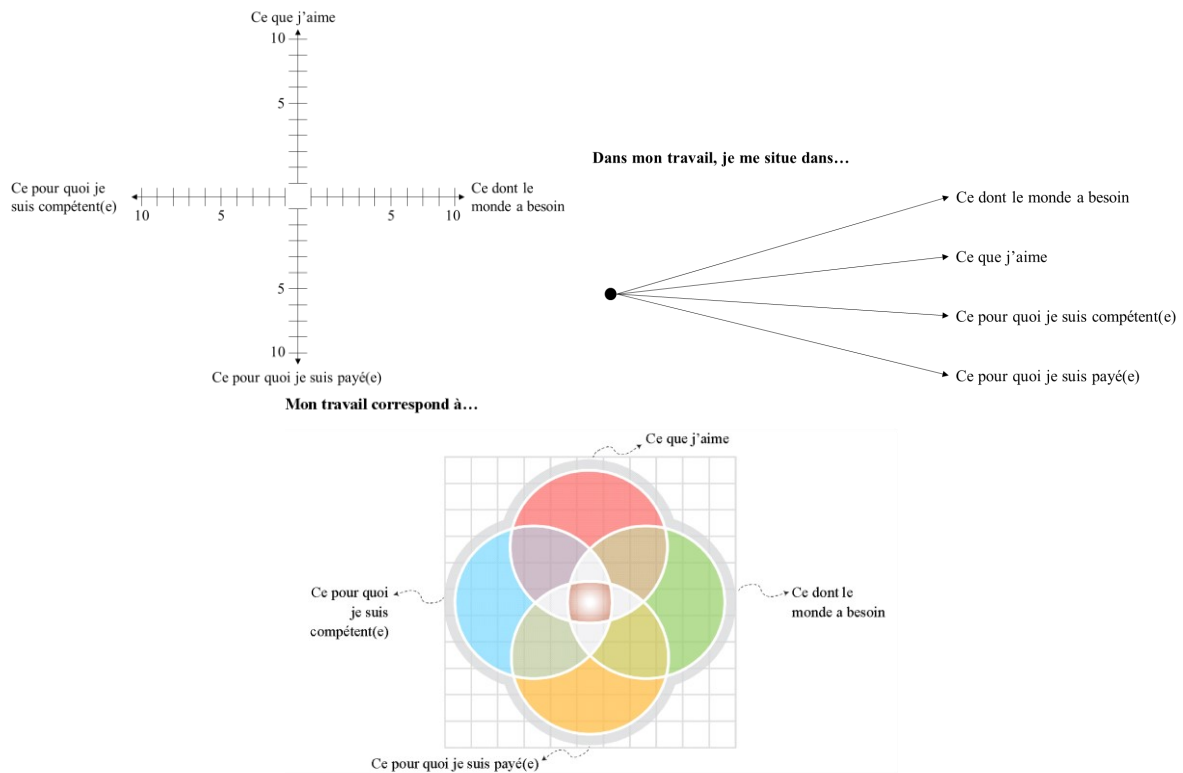 Ce que j’aime
10
5
Ce pour quoi je
suis compétent(e)
10
5
5
10
Ce dont le
monde a besoin
5
10
Ce pour quoi je suis payé(e)
Dans mon travail, je me situe dans…
Ce dont le monde a besoin
Ce que j’aime
Ce pour quoi je suis compétent(e)
Ce pour quoi je suis payé(e)
Mon travail correspond à…
Ce que j’aime
Ce pour quoi
je suis
compétent(e)
Ce dont le
monde a besoin
Ce pour quoi je suis payé(e)